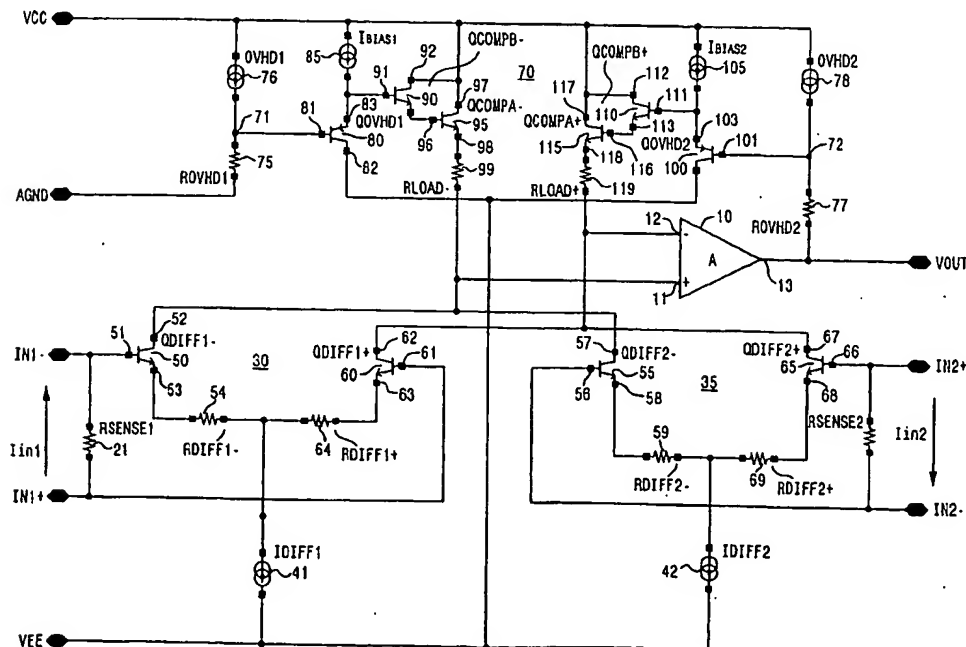 VCC
OVHD1
76
71
75
ROVHD1
AGND
IBIAS1
85
81
83
QOVHD1
80
82
91
92
QCOMPB-
90
96
97
QCOMPA-
95
98
99
RLOAD-
70
QCOMPB+
117
112
110
111
113
QCOMPA+
115
116
118
119
RLOAD+
IBIAS2
105
103
QOVHD2
101
100
OVHD2
78
72
77
ROVHD2
12
-
10
A
11
+
13
VOUT
IN1-
51
52
QDIFF1-
50
53
30
54
RDIFF1-
RSENSE1
21
Iin1
IN1+
QDIFF1+
62
61
60
63
64
RDIFF1+
57
QDIFF2-
56
55
58
35
59
RDIFF2-
67
QDIFF2+
66
65
68
69
RDIFF2+
IN2+
RSENSE2
Iin2
IN2-
IDIFF1
41
IDIFF2
42
VEE